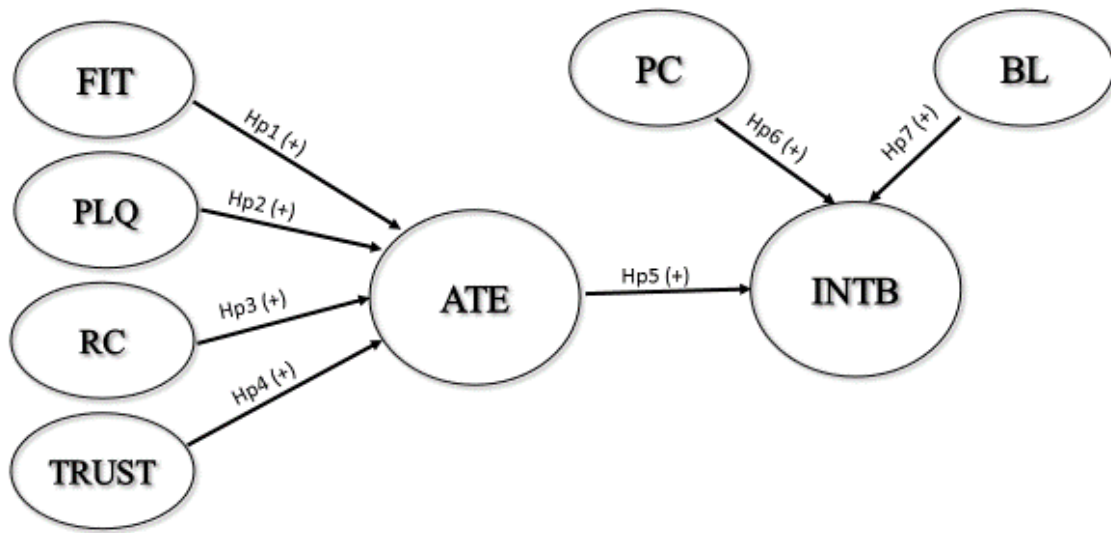 FIT
PC
BL
Hp1 (+)
Hp6 (+)
Hp7 (+)
PLQ
Hp2 (+)
ATE
Hp5 (+)
INTB
RC
Hp3 (+)
Hp4 (+)
TRUST